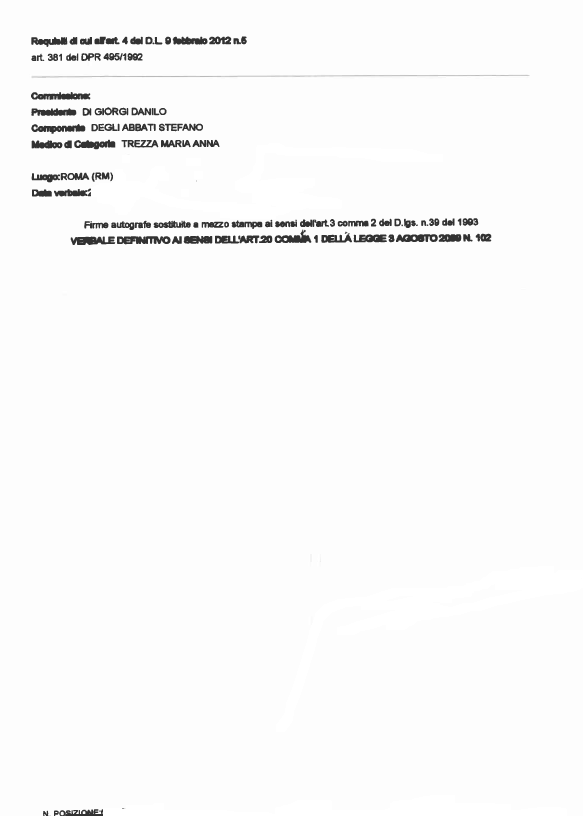 Requisiti di cui all'art. 4 del D.L. 9 febbraio 2012 n.5
art. 381 del DPR 495/1992
Commissione:
Presidente DI GIORGI DANILO
Componente DEGLI ABBATI STEFANO
Medico di Categoria TREZZA MARIA ANNA
Luogo:ROMA (RM)
Data verbale:
Firme autografe sostituite a mezzo stampa ai sensi dell'art.3 comma 2 del D.lgs. n.39 del 1993
VERBALE DEFINITIVO AI SENSI DELL'ART.20 COMMA 1 DELLA LEGGE 3 AGOSTO 2009 N. 102
N. POSIZIONE: